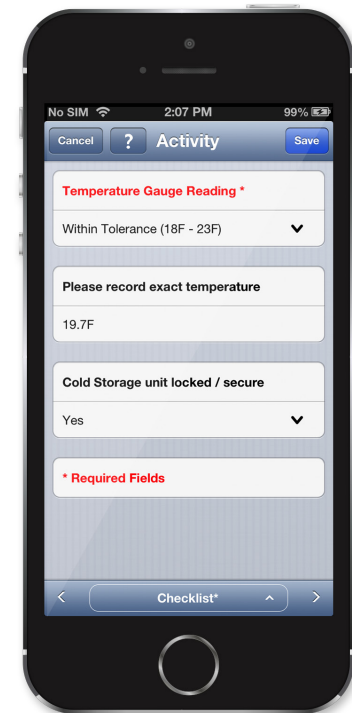 No SIM 2:07 PM 99%
Cancel ? Activity Save
Temperature Gauge Reading *
Within Tolerance (18F - 23F)
Please record exact temperature
19.7F
Cold Storage unit locked / secure
Yes
* Required Fields
Checklist*